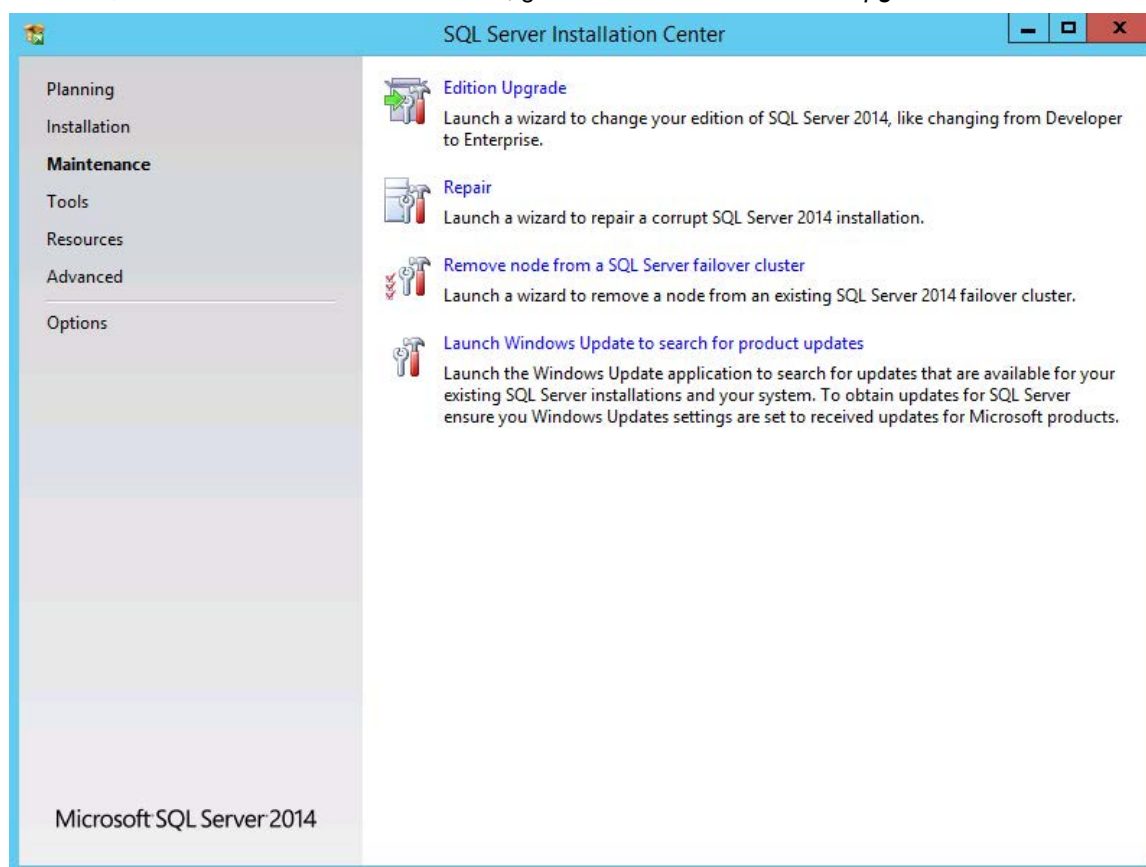 SQL Server Installation Center
Planning
Installation
Maintenance
Tools
Resources
Advanced
Options
Edition Upgrade
Launch a wizard to change your edition of SQL Server 2014, like changing from Developer
to Enterprise.
Repair
Launch a wizard to repair a corrupt SQL Server 2014 installation.
Remove node from a SQL Server failover cluster
Launch a wizard to remove a node from an existing SQL Server 2014 failover cluster.
Launch Windows Update to search for product updates
Launch the Windows Update application to search for updates that are available for your
existing SQL Server installations and your system. To obtain updates for SQL Server
ensure you Windows Updates settings are set to received updates for Microsoft products.
Microsoft SQL Server 2014